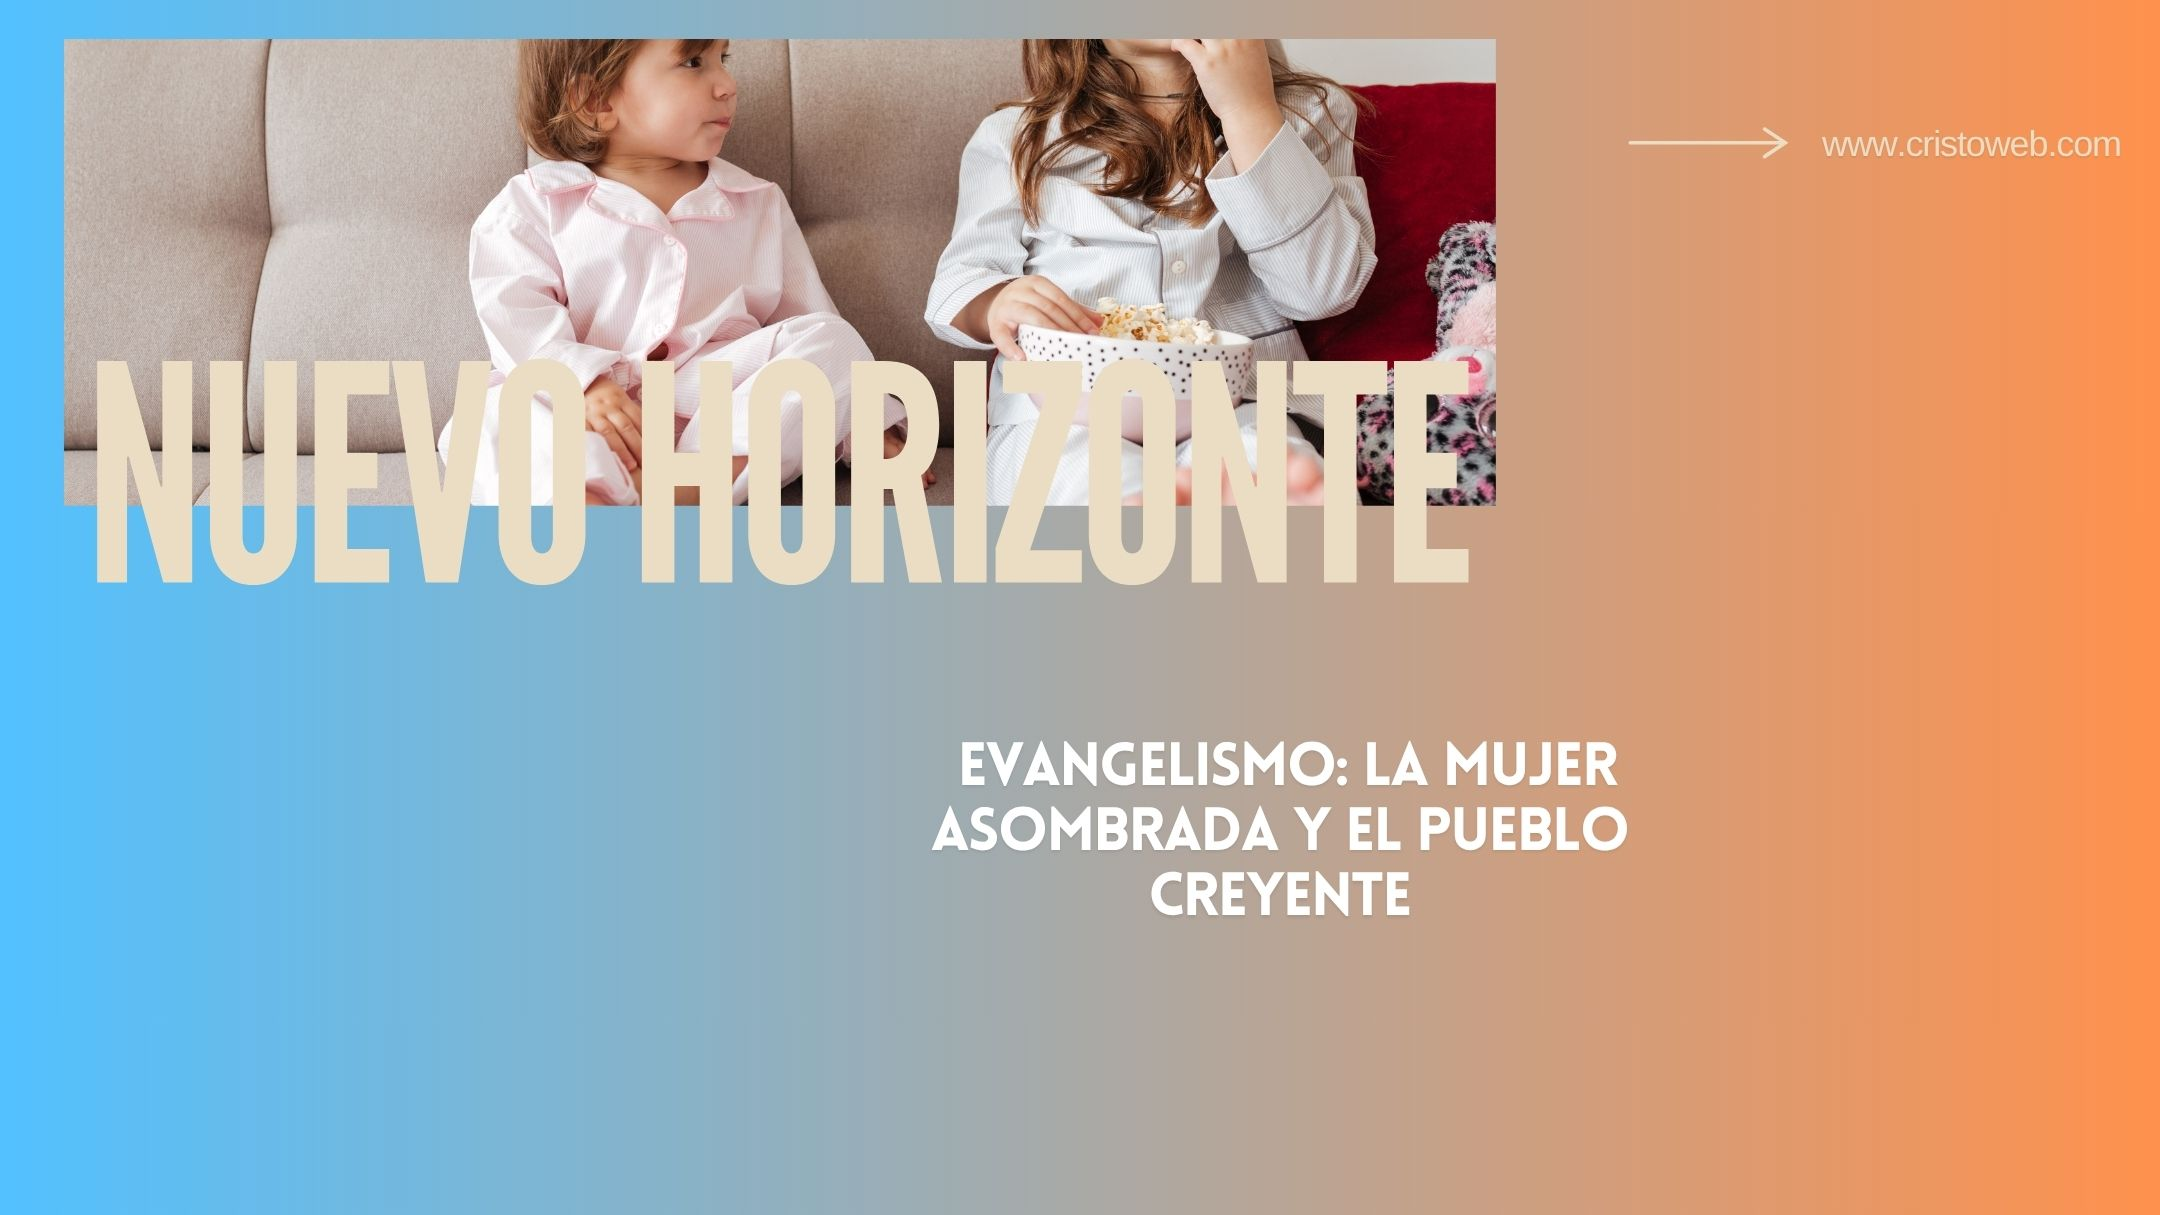 www.cristoweb.com
NUEVO HORIZONTE
EVANGELISMO: LA MUJER
ASOMBRADA Y EL PUEBLO
CREYENTE